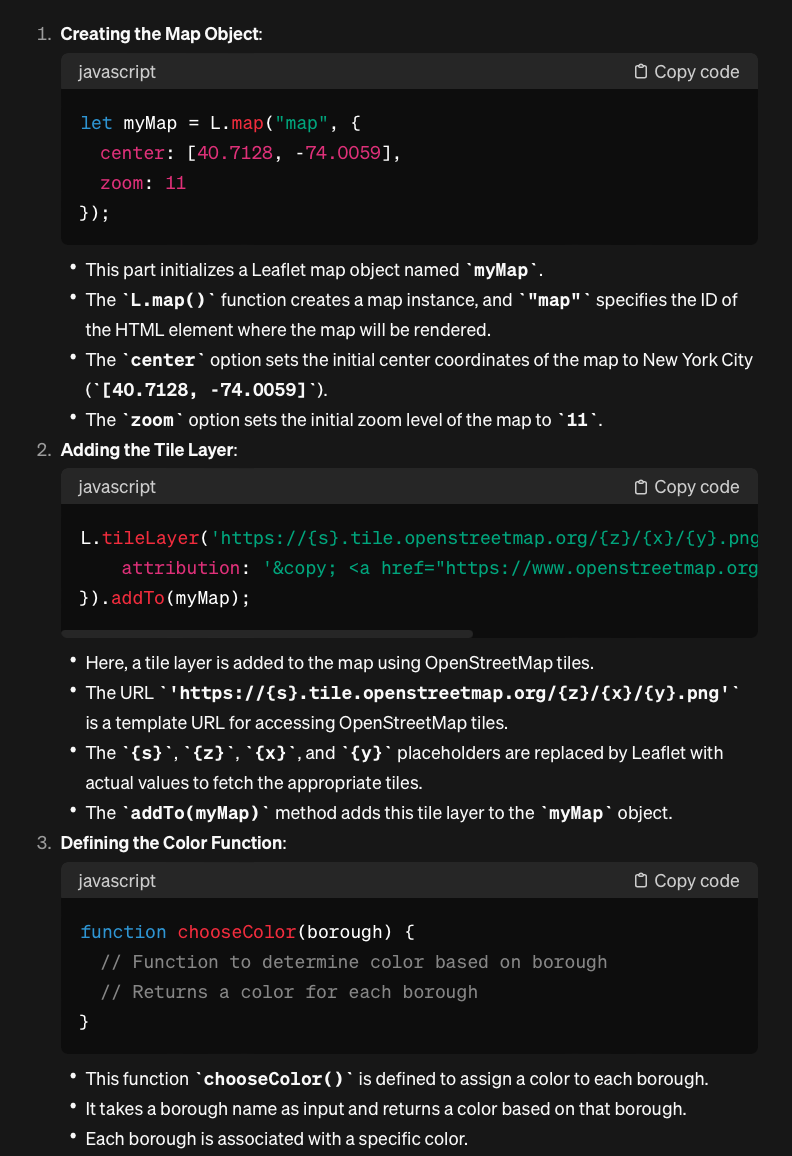 1. Creating the Map Object:
javascript Copy code
let myMap = L.map("map", {
  center: [40.7128, -74.0059],
  zoom: 11
});
• This part initializes a Leaflet map object named `myMap`.
• The `L.map()` function creates a map instance, and `"map"` specifies the ID of
the HTML element where the map will be rendered.
• The `center` option sets the initial center coordinates of the map to New York City
(`[40.7128, -74.0059]`).
• The `zoom` option sets the initial zoom level of the map to `11`.
2. Adding the Tile Layer:
javascript Copy code
L.tileLayer('https://{s}.tile.openstreetmap.org/{z}/{x}/{y}.png
    attribution: '&copy; <a href="https://www.openstreetmap.org
}).addTo(myMap);
• Here, a tile layer is added to the map using OpenStreetMap tiles.
• The URL `'https://{s}.tile.openstreetmap.org/{z}/{x}/{y}.png'`
is a template URL for accessing OpenStreetMap tiles.
• The `{s}`, `{z}`, `{x}`, and `{y}` placeholders are replaced by Leaflet with
actual values to fetch the appropriate tiles.
• The `addTo(myMap)` method adds this tile layer to the `myMap` object.
3. Defining the Color Function:
javascript Copy code
function chooseColor(borough) {
  // Function to determine color based on borough
  // Returns a color for each borough
}
• This function `chooseColor()` is defined to assign a color to each borough.
• It takes a borough name as input and returns a color based on that borough.
• Each borough is associated with a specific color.